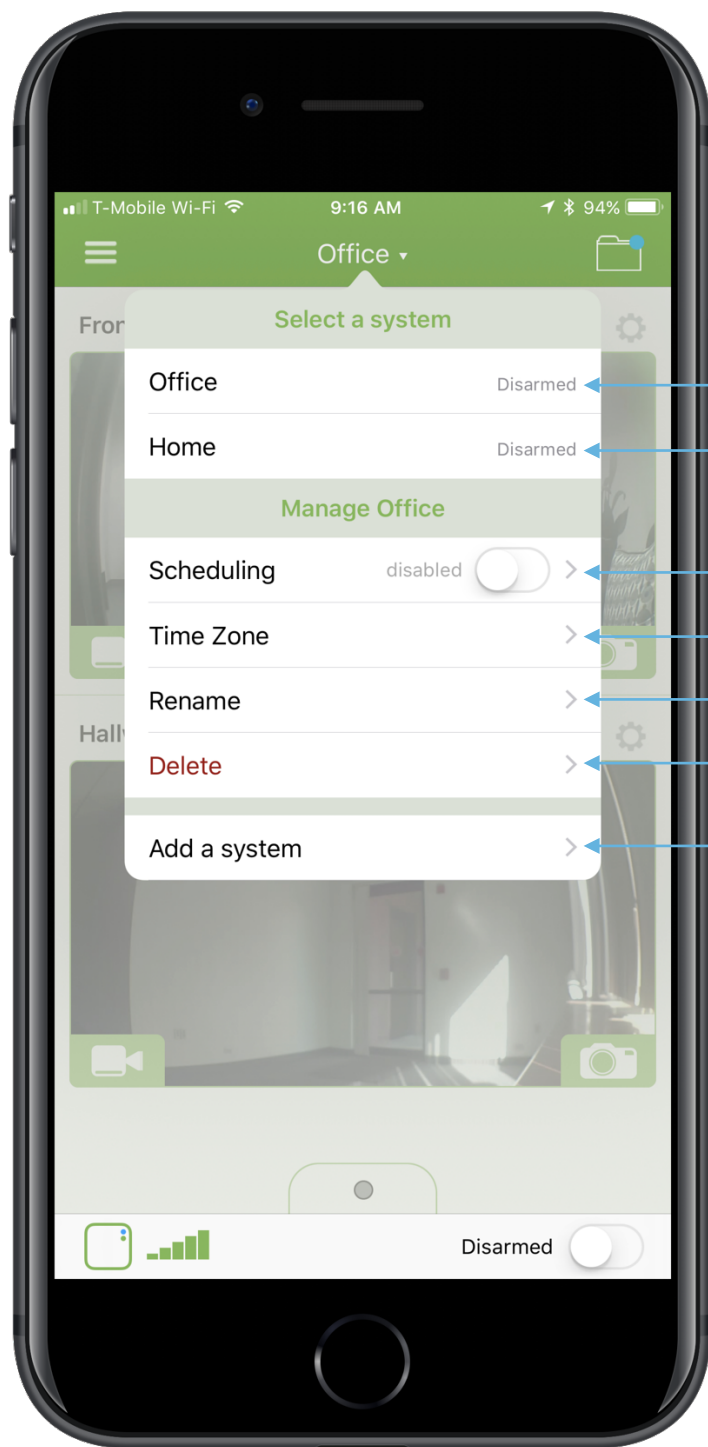 T-Mobile Wi-Fi 9:16 AM 94%
Office ▾
Select a system
Office Disarmed
Home Disarmed
Manage Office
Scheduling disabled
Time Zone
Rename
Delete
Add a system
Disarmed